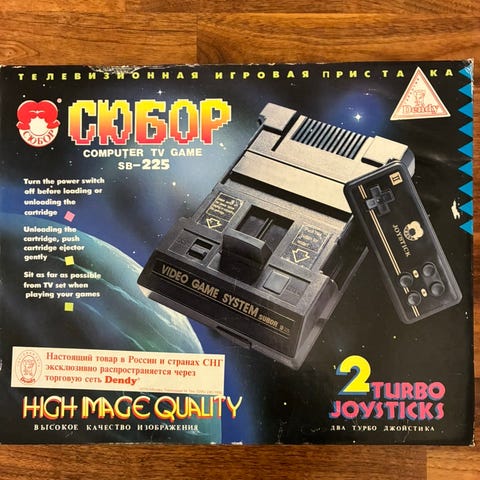 ТЕЛЕВИЗИОННАЯ ИГРОВАЯ ПРИСТАВКА
Dendy
СЮБОР
СЮБОР
COMPUTER TV GAME
SB-225
Turn the power switch
off before loading or
unloading the
cartridge
Unloading the
cartridge, push
cartridge ejector
gently
Sit as far as possible
from TV set when
playing your games
JOYSTICK
VIDEO GAME SYSTEM SUBOR
Настоящий товар в России и странах СНГ
эксклюзивно распространяется через
торговую сеть Dendy®
HIGH IMAGE QUALITY
ВЫСОКОЕ КАЧЕСТВО ИЗОБРАЖЕНИЯ
2 TURBO
JOYSTICKS
ДВА ТУРБО ДЖОЙСТИКА